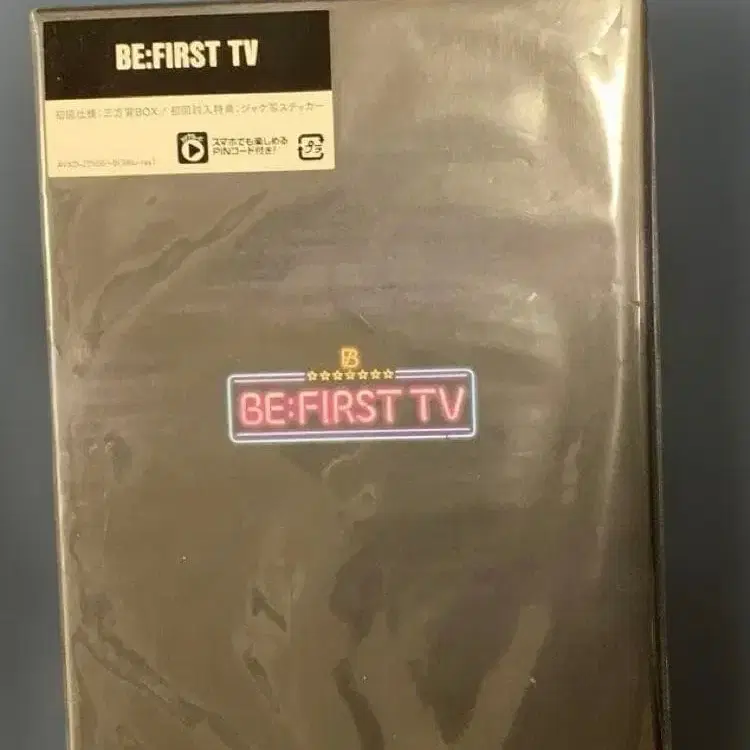 BE:FIRST TV
初回仕様:三方背BOX / 初回封入特典:ジャケ写ステッカー
スマホでも楽しめる
PINコード付き!
プラ
B
BE:FIRST TV